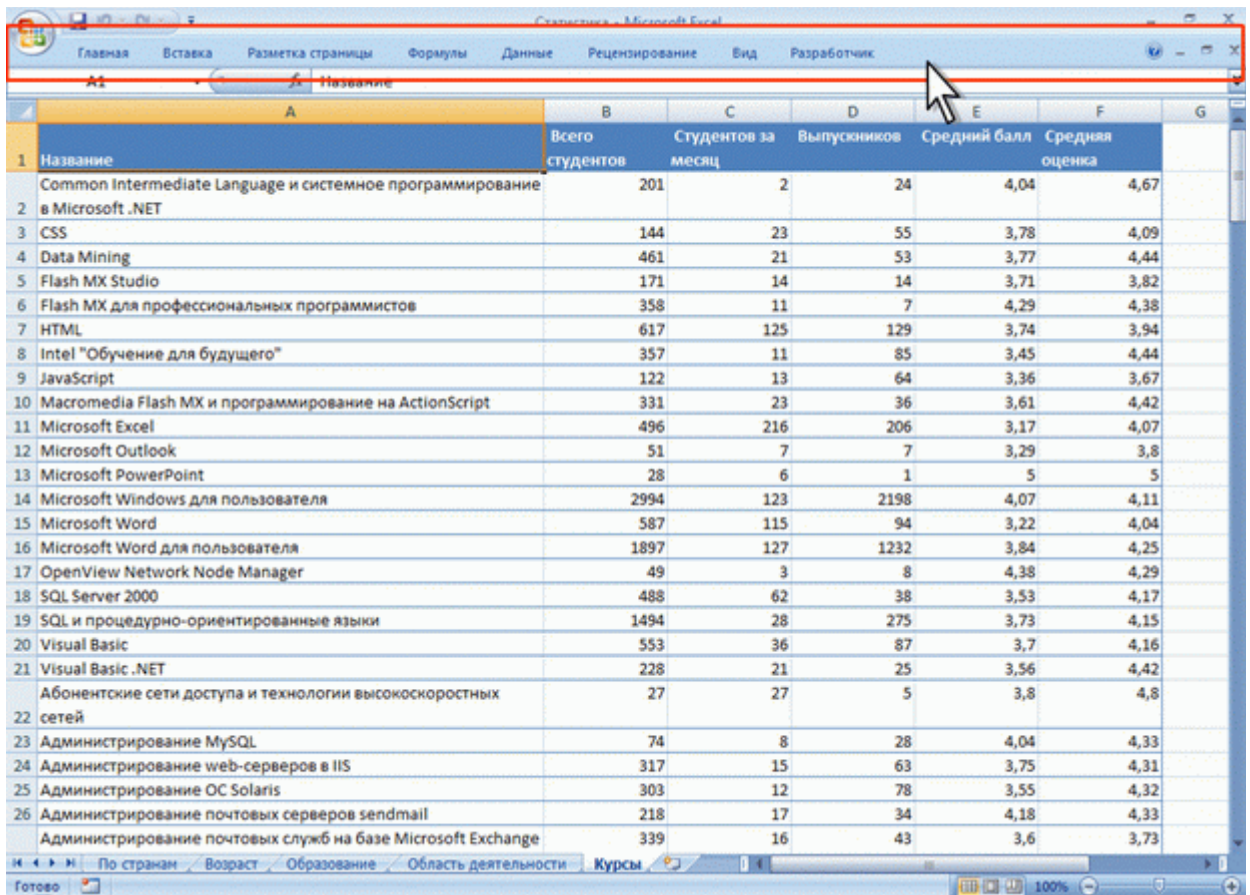 Статистика - Microsoft Excel
Главная Вставка Разметка страницы Формулы Данные Рецензирование Вид Разработчик
A1 fx Название
A B C D E F G
1 Название Всего студентов Студентов за месяц Выпускников Средний балл Средняя оценка
2 Common Intermediate Language и системное программирование в Microsoft .NET 201 2 24 4,04 4,67
3 CSS 144 23 55 3,78 4,09
4 Data Mining 461 21 53 3,77 4,44
5 Flash MX Studio 171 14 14 3,71 3,82
6 Flash MX для профессиональных программистов 358 11 7 4,29 4,38
7 HTML 617 125 129 3,74 3,94
8 Intel "Обучение для будущего" 357 11 85 3,45 4,44
9 JavaScript 122 13 64 3,36 3,67
10 Macromedia Flash MX и программирование на ActionScript 331 23 36 3,61 4,42
11 Microsoft Excel 496 216 206 3,17 4,07
12 Microsoft Outlook 51 7 7 3,29 3,8
13 Microsoft PowerPoint 28 6 1 5 5
14 Microsoft Windows для пользователя 2994 123 2198 4,07 4,11
15 Microsoft Word 587 115 94 3,22 4,04
16 Microsoft Word для пользователя 1897 127 1232 3,84 4,25
17 OpenView Network Node Manager 49 3 8 4,38 4,29
18 SQL Server 2000 488 62 38 3,53 4,17
19 SQL и процедурно-ориентированные языки 1494 28 275 3,73 4,15
20 Visual Basic 553 36 87 3,7 4,16
21 Visual Basic .NET 228 21 25 3,56 4,42
22 Абонентские сети доступа и технологии высокоскоростных сетей 27 27 5 3,8 4,8
23 Администрирование MySQL 74 8 28 4,04 4,33
24 Администрирование web-серверов в IIS 317 15 63 3,75 4,31
25 Администрирование ОС Solaris 303 12 78 3,55 4,32
26 Администрирование почтовых серверов sendmail 218 17 34 4,18 4,33
Администрирование почтовых служб на базе Microsoft Exchange 339 16 43 3,6 3,73
По странам Возраст Образование Область деятельности Курсы
Готово 100%